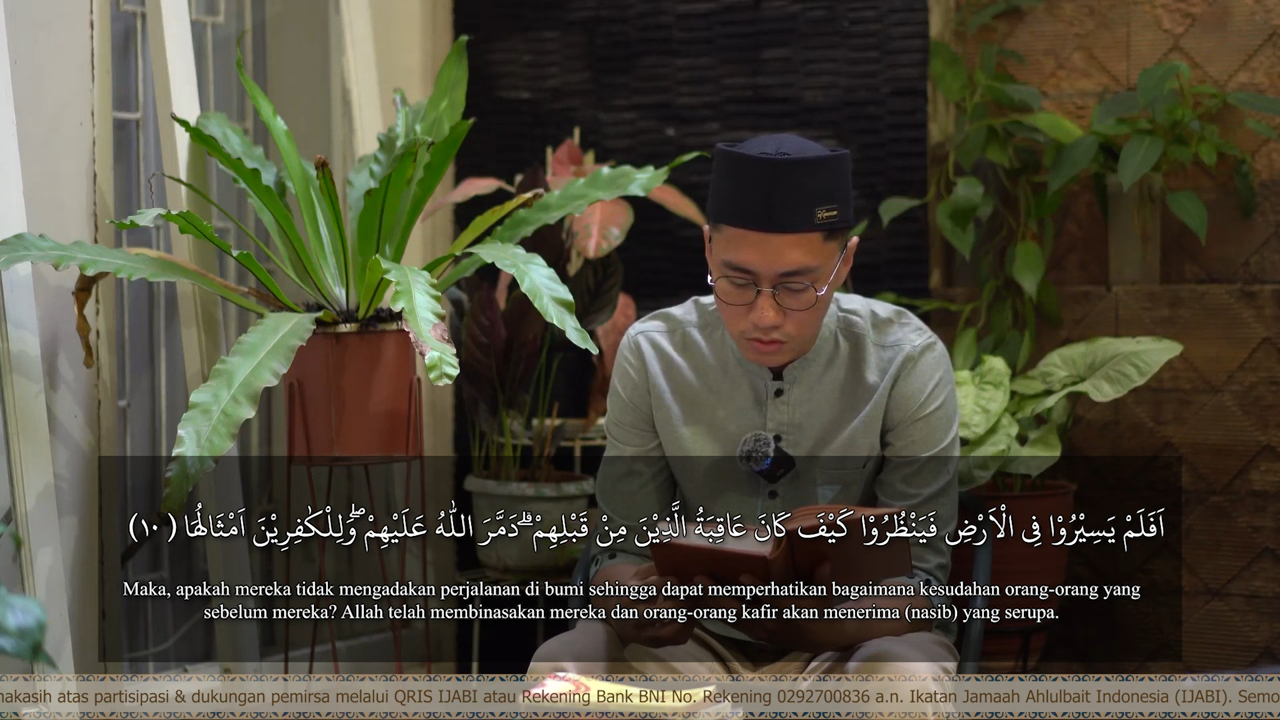 اَفَلَمْ يَسِيْرُوْا فِى الْاَرْضِ فَيَنْظُرُوْا كَيْفَ كَانَ عَاقِبَةُ الَّذِيْنَ مِنْ قَبْلِهِمْۗ دَمَّرَ اللّٰهُ عَلَيْهِمْۖ وَلِلْكٰفِرِيْنَ اَمْثَالُهَا (١٠)
Maka, apakah mereka tidak mengadakan perjalanan di bumi sehingga dapat memperhatikan bagaimana kesudahan orang-orang yang
sebelum mereka? Allah telah membinasakan mereka dan orang-orang kafir akan menerima (nasib) yang serupa.
makasih atas partisipasi & dukungan pemirsa melalui QRIS IJABI atau Rekening Bank BNI No. Rekening 0292700836 a.n. Ikatan Jamaah Ahlulbait Indonesia (IJABI). Semo